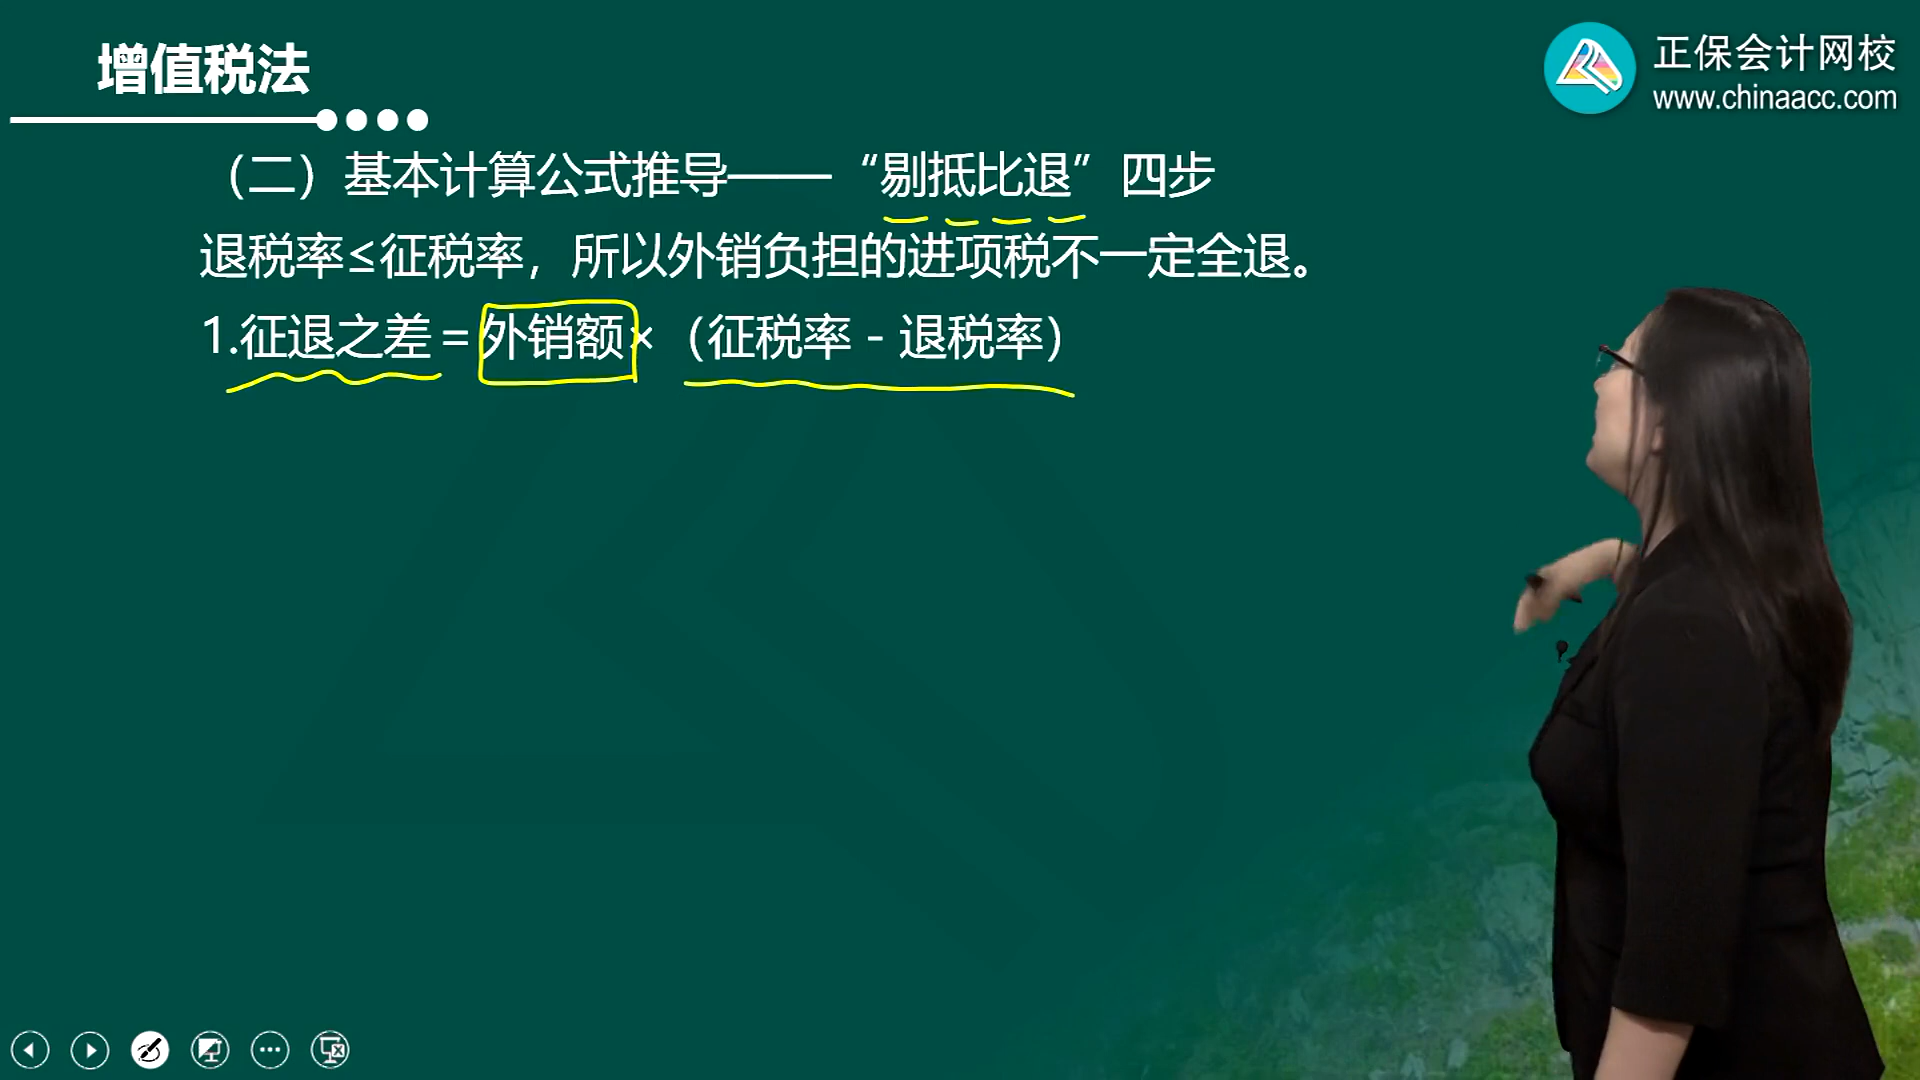 增值税法
正保会计网校
www.chinaacc.com
（二）基本计算公式推导——“剔抵比退”四步
退税率≤征税率，所以外销负担的进项税不一定全退。
1.征退之差＝外销额×（征税率－退税率）